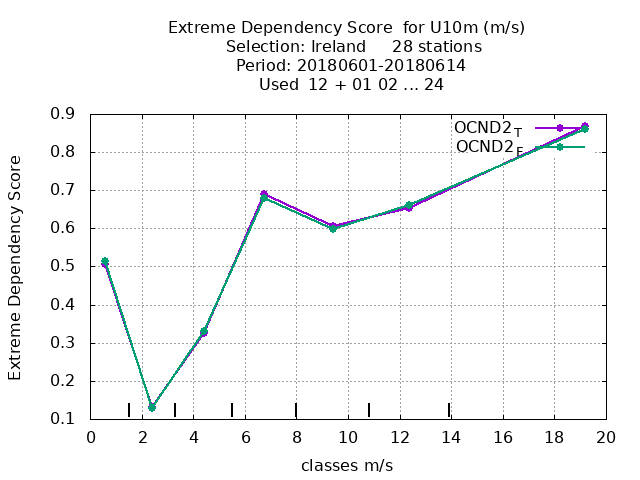 Extreme Dependency Score  for U10m (m/s)
Selection: Ireland     28 stations
Period: 20180601-20180614
Used  12 + 01 02 ... 24
OCND2T
OCND2F
Extreme Dependency Score
0.9
0.8
0.7
0.6
0.5
0.4
0.3
0.2
0.1
0 2 4 6 8 10 12 14 16 18 20
classes m/s